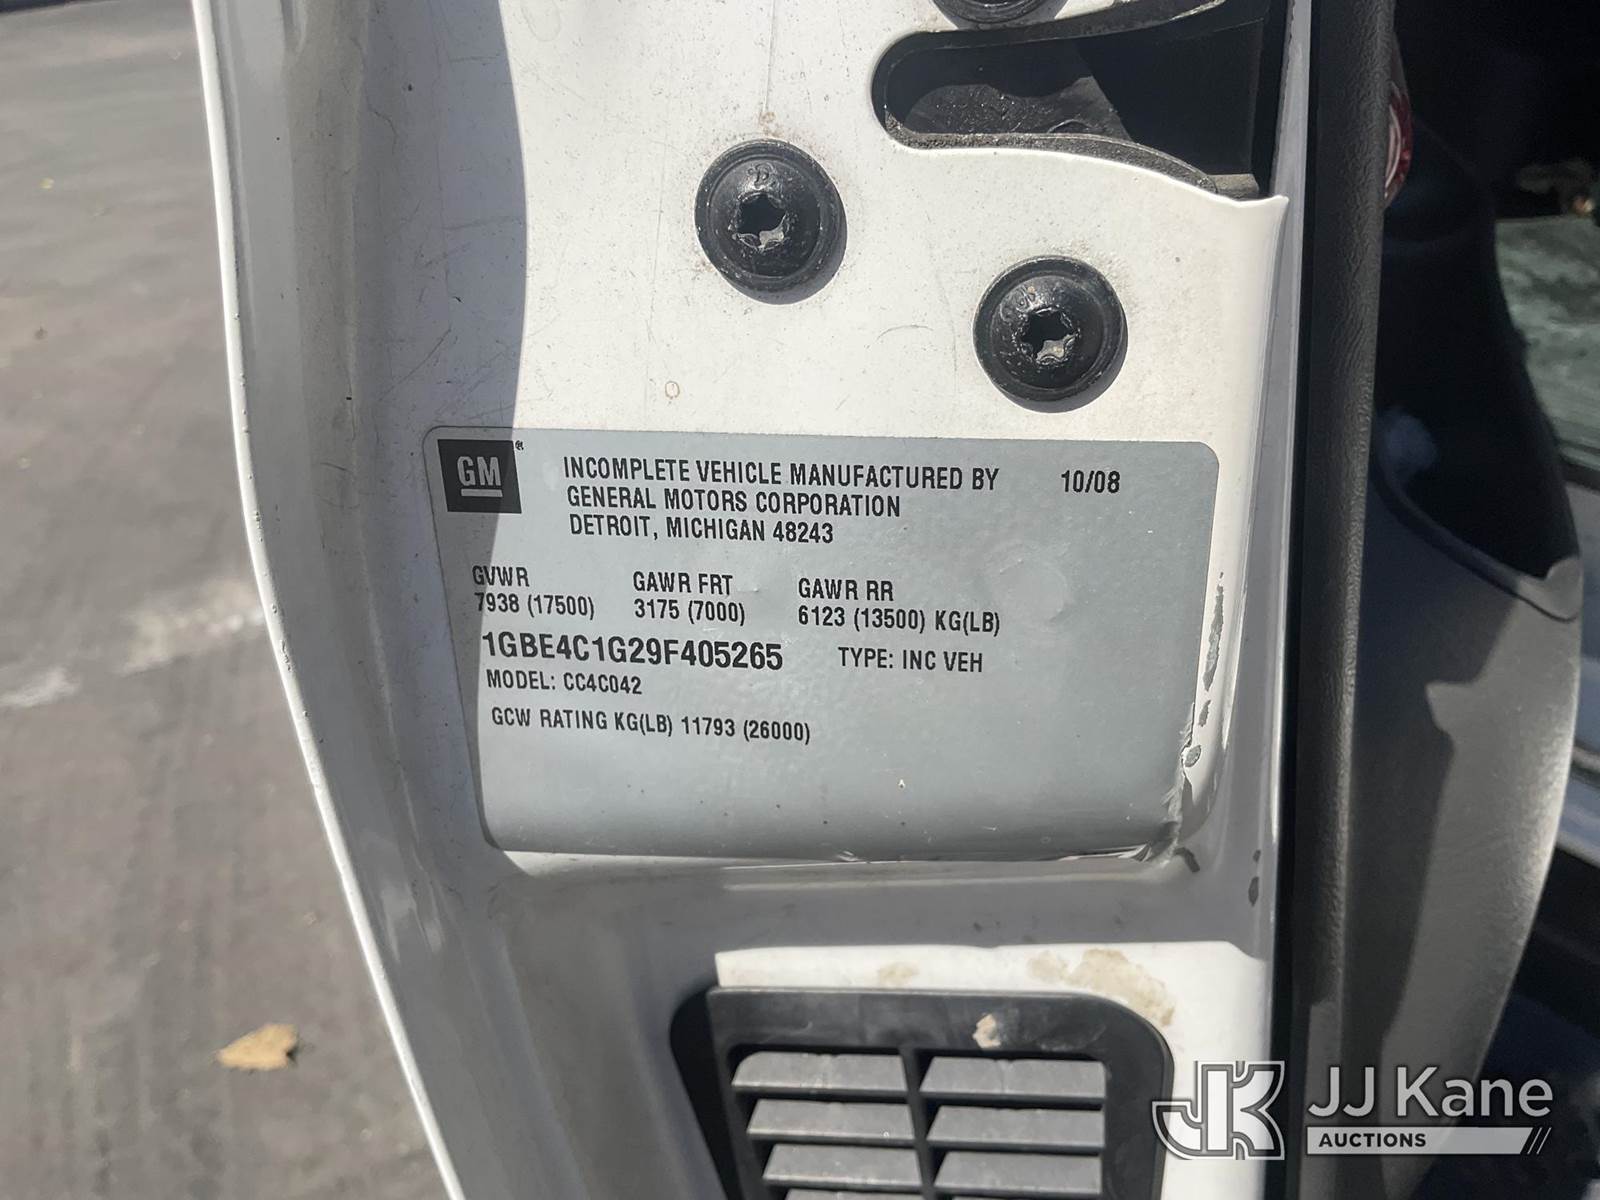 GM®
INCOMPLETE VEHICLE MANUFACTURED BY 10/08
GENERAL MOTORS CORPORATION
DETROIT, MICHIGAN 48243
GVWR GAWR FRT GAWR RR
7938 (17500) 3175 (7000) 6123 (13500) KG(LB)
1GBE4C1G29F405265 TYPE: INC VEH
MODEL: CC4C042
GCW RATING KG(LB) 11793 (26000)
JK JJ Kane
AUCTIONS